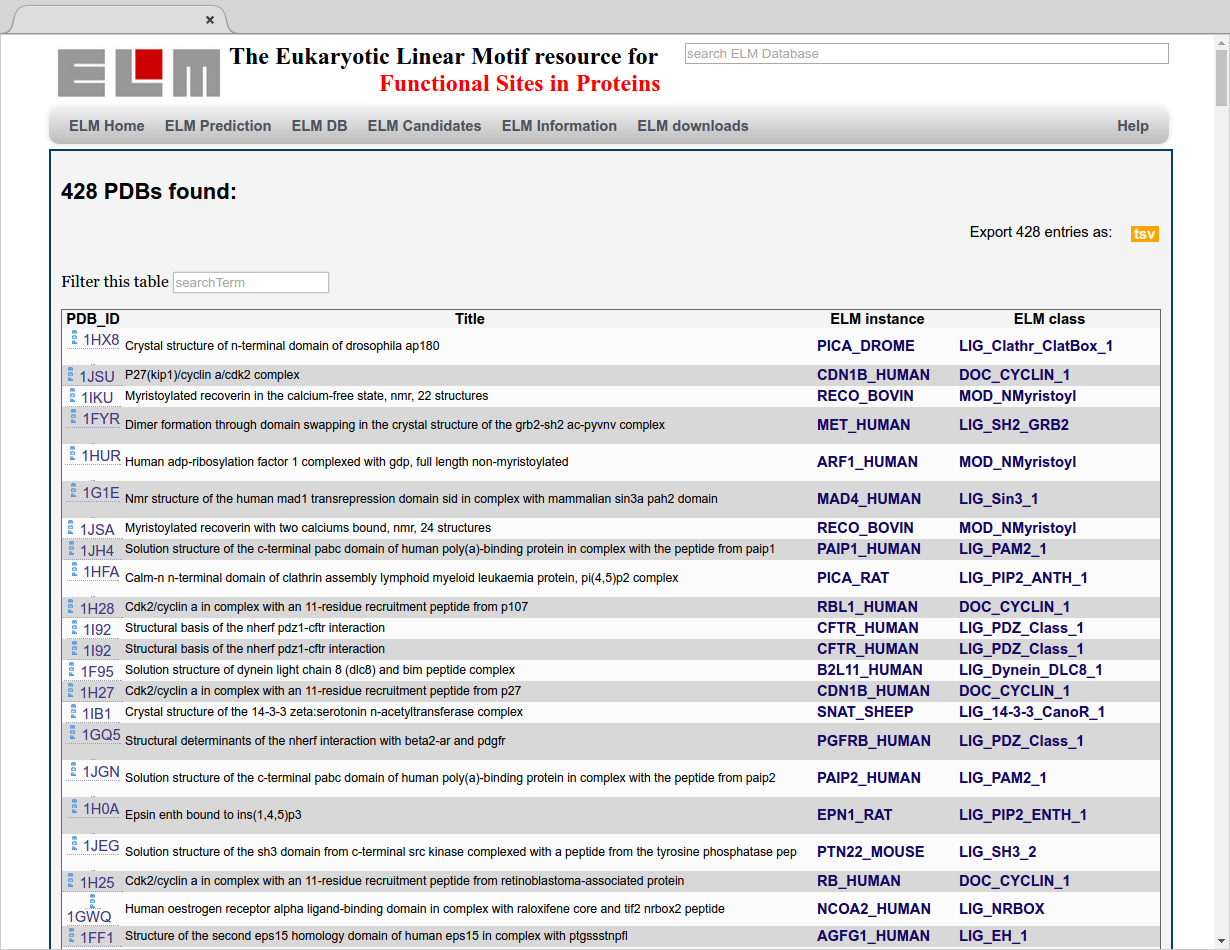 ELM The Eukaryotic Linear Motif resource for
Functional Sites in Proteins
search ELM Database
ELM Home ELM Prediction ELM DB ELM Candidates ELM Information ELM downloads Help
428 PDBs found:
Export 428 entries as: tsv
Filter this table searchTerm
PDB_ID Title ELM instance ELM class
1HX8 Crystal structure of n-terminal domain of drosophila ap180 PICA_DROME LIG_Clathr_ClatBox_1
1JSU P27(kip1)/cyclin a/cdk2 complex CDN1B_HUMAN DOC_CYCLIN_1
1IKU Myristoylated recoverin in the calcium-free state, nmr, 22 structures RECO_BOVIN MOD_NMyristoyl
1FYR Dimer formation through domain swapping in the crystal structure of the grb2-sh2 ac-pyvnv complex MET_HUMAN LIG_SH2_GRB2
1HUR Human adp-ribosylation factor 1 complexed with gdp, full length non-myristoylated ARF1_HUMAN MOD_NMyristoyl
1G1E Nmr structure of the human mad1 transrepression domain sid in complex with mammalian sin3a pah2 domain MAD4_HUMAN LIG_Sin3_1
1JSA Myristoylated recoverin with two calciums bound, nmr, 24 structures RECO_BOVIN MOD_NMyristoyl
1JH4 Solution structure of the c-terminal pabc domain of human poly(a)-binding protein in complex with the peptide from paip1 PAIP1_HUMAN LIG_PAM2_1
1HFA Calm-n n-terminal domain of clathrin assembly lymphoid myeloid leukaemia protein, pi(4,5)p2 complex PICA_RAT LIG_PIP2_ANTH_1
1H28 Cdk2/cyclin a in complex with an 11-residue recruitment peptide from p107 RBL1_HUMAN DOC_CYCLIN_1
1I92 Structural basis of the nherf pdz1-cftr interaction CFTR_HUMAN LIG_PDZ_Class_1
1I92 Structural basis of the nherf pdz1-cftr interaction CFTR_HUMAN LIG_PDZ_Class_1
1F95 Solution structure of dynein light chain 8 (dlc8) and bim peptide complex B2L11_HUMAN LIG_Dynein_DLC8_1
1H27 Cdk2/cyclin a in complex with an 11-residue recruitment peptide from p27 CDN1B_HUMAN DOC_CYCLIN_1
1IB1 Crystal structure of the 14-3-3 zeta:serotonin n-acetyltransferase complex SNAT_SHEEP LIG_14-3-3_CanoR_1
1GQ5 Structural determinants of the nherf interaction with beta2-ar and pdgfr PGFRB_HUMAN LIG_PDZ_Class_1
1JGN Solution structure of the c-terminal pabc domain of human poly(a)-binding protein in complex with the peptide from paip2 PAIP2_HUMAN LIG_PAM2_1
1H0A Epsin enth bound to ins(1,4,5)p3 EPN1_RAT LIG_PIP2_ENTH_1
1JEG Solution structure of the sh3 domain from c-terminal src kinase complexed with a peptide from the tyrosine phosphatase pep PTN22_MOUSE LIG_SH3_2
1H25 Cdk2/cyclin a in complex with an 11-residue recruitment peptide from retinoblastoma-associated protein RB_HUMAN DOC_CYCLIN_1
1GWQ Human oestrogen receptor alpha ligand-binding domain in complex with raloxifene core and tif2 nrbox2 peptide NCOA2_HUMAN LIG_NRBOX
1FF1 Structure of the second eps15 homology domain of human eps15 in complex with ptgssstnpfl AGFG1_HUMAN LIG_EH_1